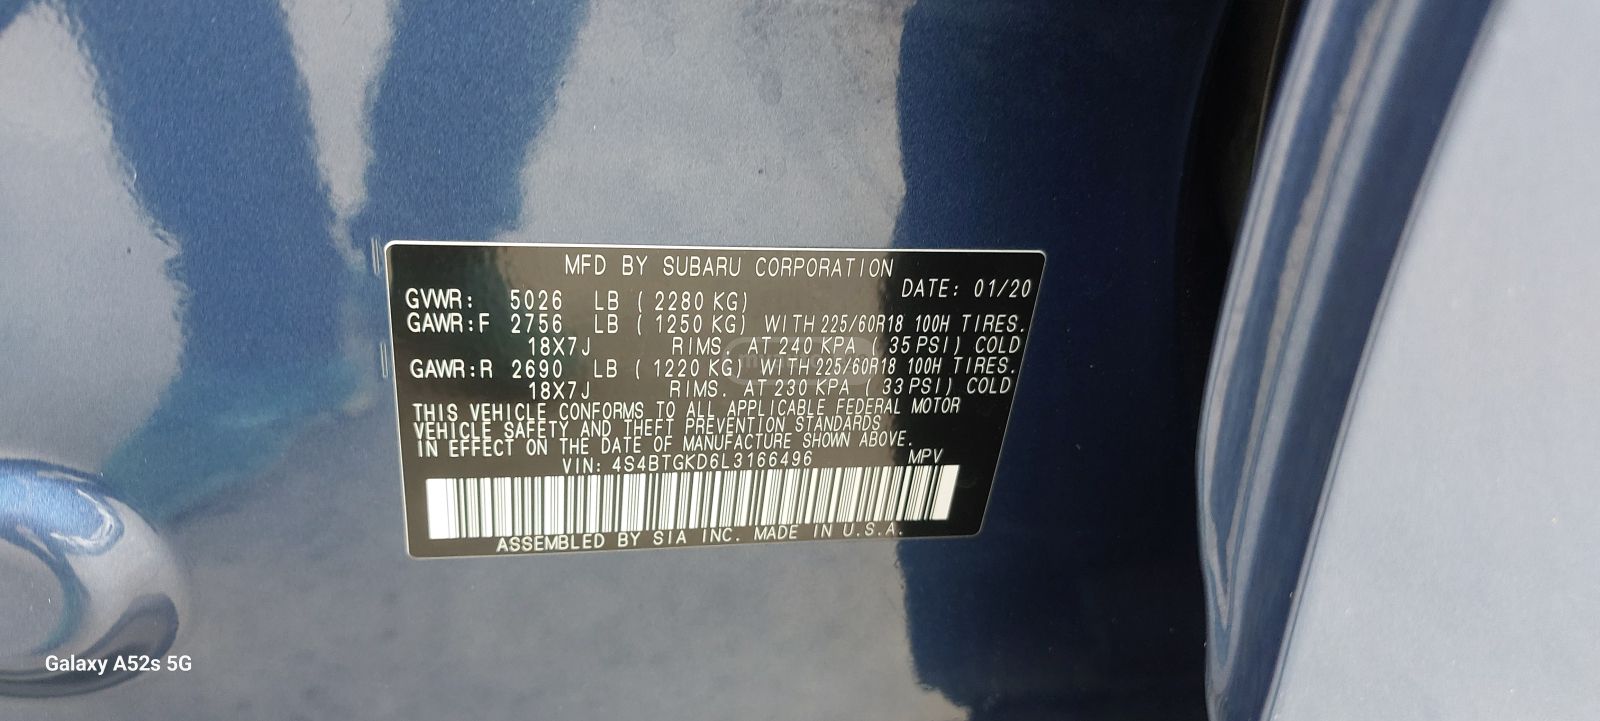 MFD BY SUBARU CORPORATION
DATE: 01/20
GVWR: 5026 LB ( 2280 KG)
GAWR:F 2756 LB ( 1250 KG) WITH 225/60R18 100H TIRES.
18X7J RIMS. AT 240 KPA ( 35 PSI) COLD
GAWR:R 2690 LB ( 1220 KG) WITH 225/60R18 100H TIRES.
18X7J RIMS. AT 230 KPA ( 33 PSI) COLD
THIS VEHICLE CONFORMS TO ALL APPLICABLE FEDERAL MOTOR
VEHICLE SAFETY AND THEFT PREVENTION STANDARDS
IN EFFECT ON THE DATE OF MANUFACTURE SHOWN ABOVE.
VIN: 4S4BTGKD6L3166496 MPV
ASSEMBLED BY SIA INC. MADE IN U.S.A.
Galaxy A52s 5G